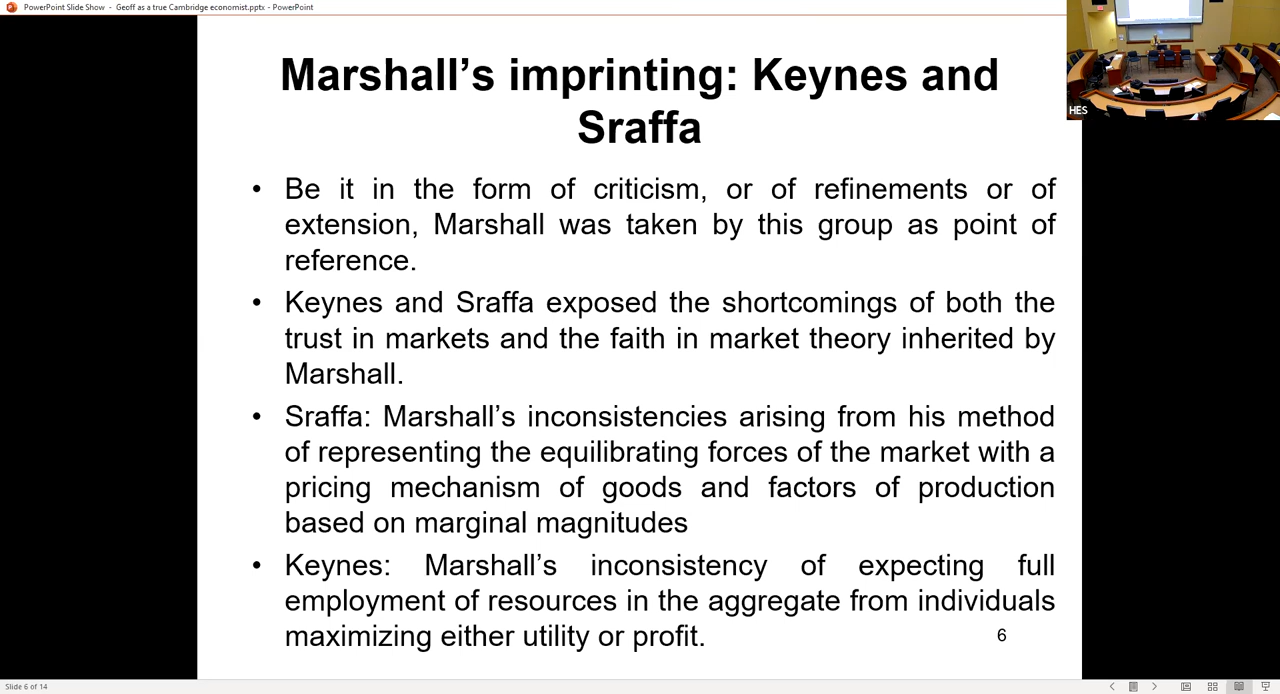 PowerPoint Slide Show - Geoff as a true Cambridge economist.pptx - PowerPoint
HES
Marshall’s imprinting: Keynes and
Sraffa
• Be it in the form of criticism, or of refinements or of
extension, Marshall was taken by this group as point of
reference.
• Keynes and Sraffa exposed the shortcomings of both the
trust in markets and the faith in market theory inherited by
Marshall.
• Sraffa: Marshall’s inconsistencies arising from his method
of representing the equilibrating forces of the market with a
pricing mechanism of goods and factors of production
based on marginal magnitudes
• Keynes: Marshall’s inconsistency of expecting full
employment of resources in the aggregate from individuals
maximizing either utility or profit.
6
Slide 6 of 14